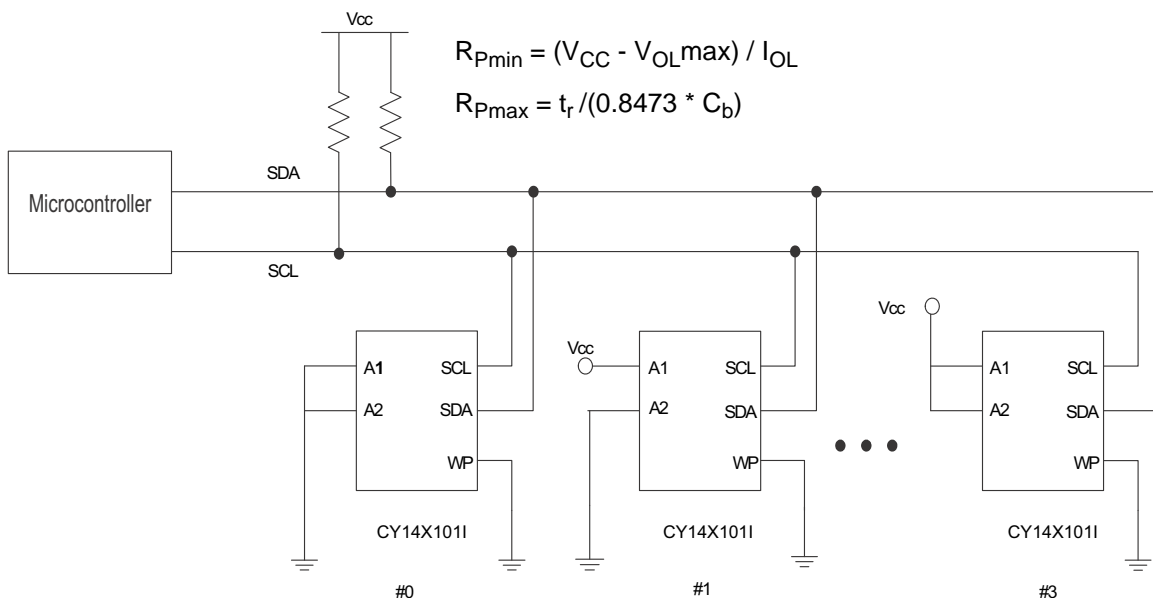 Vcc
R_Pmin = (V_CC - V_OLmax) / I_OL
R_Pmax = t_r /(0.8473 * C_b)
SDA
Microcontroller
SCL
Vcc
Vcc
A1 SCL
A2 SDA
WP
A1 SCL
A2 SDA
WP
A1 SCL
A2 SDA
WP
CY14X101I
CY14X101I
CY14X101I
#0
#1
#3